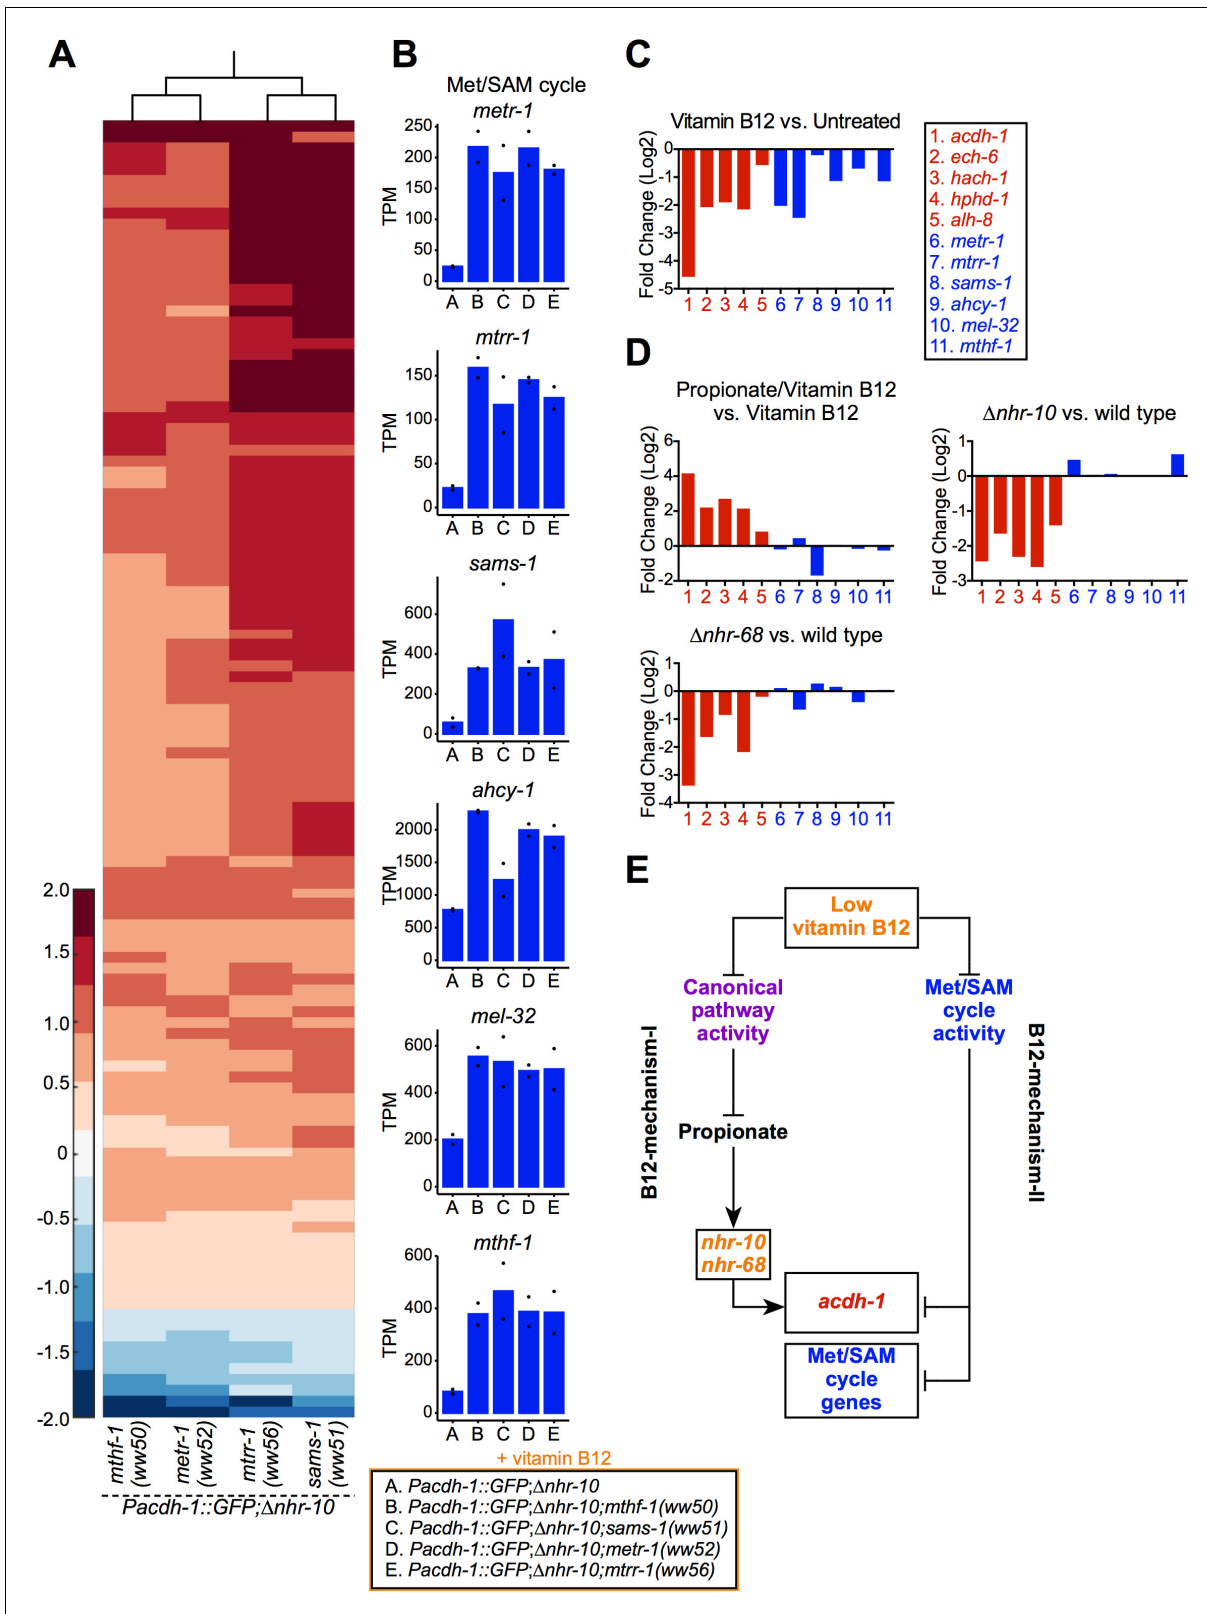 A
2.0
1.5
1.0
0.5
0
-0.5
-1.0
-1.5
-2.0
mthf-1
(ww50)
metr-1
(ww52)
mtrr-1
(ww56)
sams-1
(ww51)
Pacdh-1::GFP;Δnhr-10
B
Met/SAM cycle
metr-1
TPM
250
200
150
100
50
0
A B C D E
mtrr-1
TPM
150
100
50
0
A B C D E
sams-1
TPM
600
400
200
0
A B C D E
ahcy-1
TPM
2000
1500
1000
500
0
A B C D E
mel-32
TPM
600
400
200
0
A B C D E
mthf-1
TPM
600
400
200
0
A B C D E
+ vitamin B12
A. Pacdh-1::GFP;Δnhr-10
B. Pacdh-1::GFP;Δnhr-10;mthf-1(ww50)
C. Pacdh-1::GFP;Δnhr-10;sams-1(ww51)
D. Pacdh-1::GFP;Δnhr-10;metr-1(ww52)
E. Pacdh-1::GFP;Δnhr-10;mtrr-1(ww56)
C
Vitamin B12 vs. Untreated
Fold Change (Log2)
0
-1
-2
-3
-4
-5
1 2 3 4 5 6 7 8 9 10 11
1. acdh-1
2. ech-6
3. hach-1
4. hphd-1
5. alh-8
6. metr-1
7. mtrr-1
8. sams-1
9. ahcy-1
10. mel-32
11. mthf-1
D
Propionate/Vitamin B12
vs. Vitamin B12
Fold Change (Log2)
6
4
2
0
-2
1 2 3 4 5 6 7 8 9 10 11
Δnhr-10 vs. wild type
Fold Change (Log2)
1
0
-1
-2
-3
1 2 3 4 5 6 7 8 9 10 11
Δnhr-68 vs. wild type
Fold Change (Log2)
1
0
-1
-2
-3
-4
1 2 3 4 5 6 7 8 9 10 11
E
Low
vitamin B12
Canonical
pathway
activity
Met/SAM
cycle
activity
B12-mechanism-I
B12-mechanism-II
Propionate
nhr-10
nhr-68
acdh-1
Met/SAM
cycle
genes